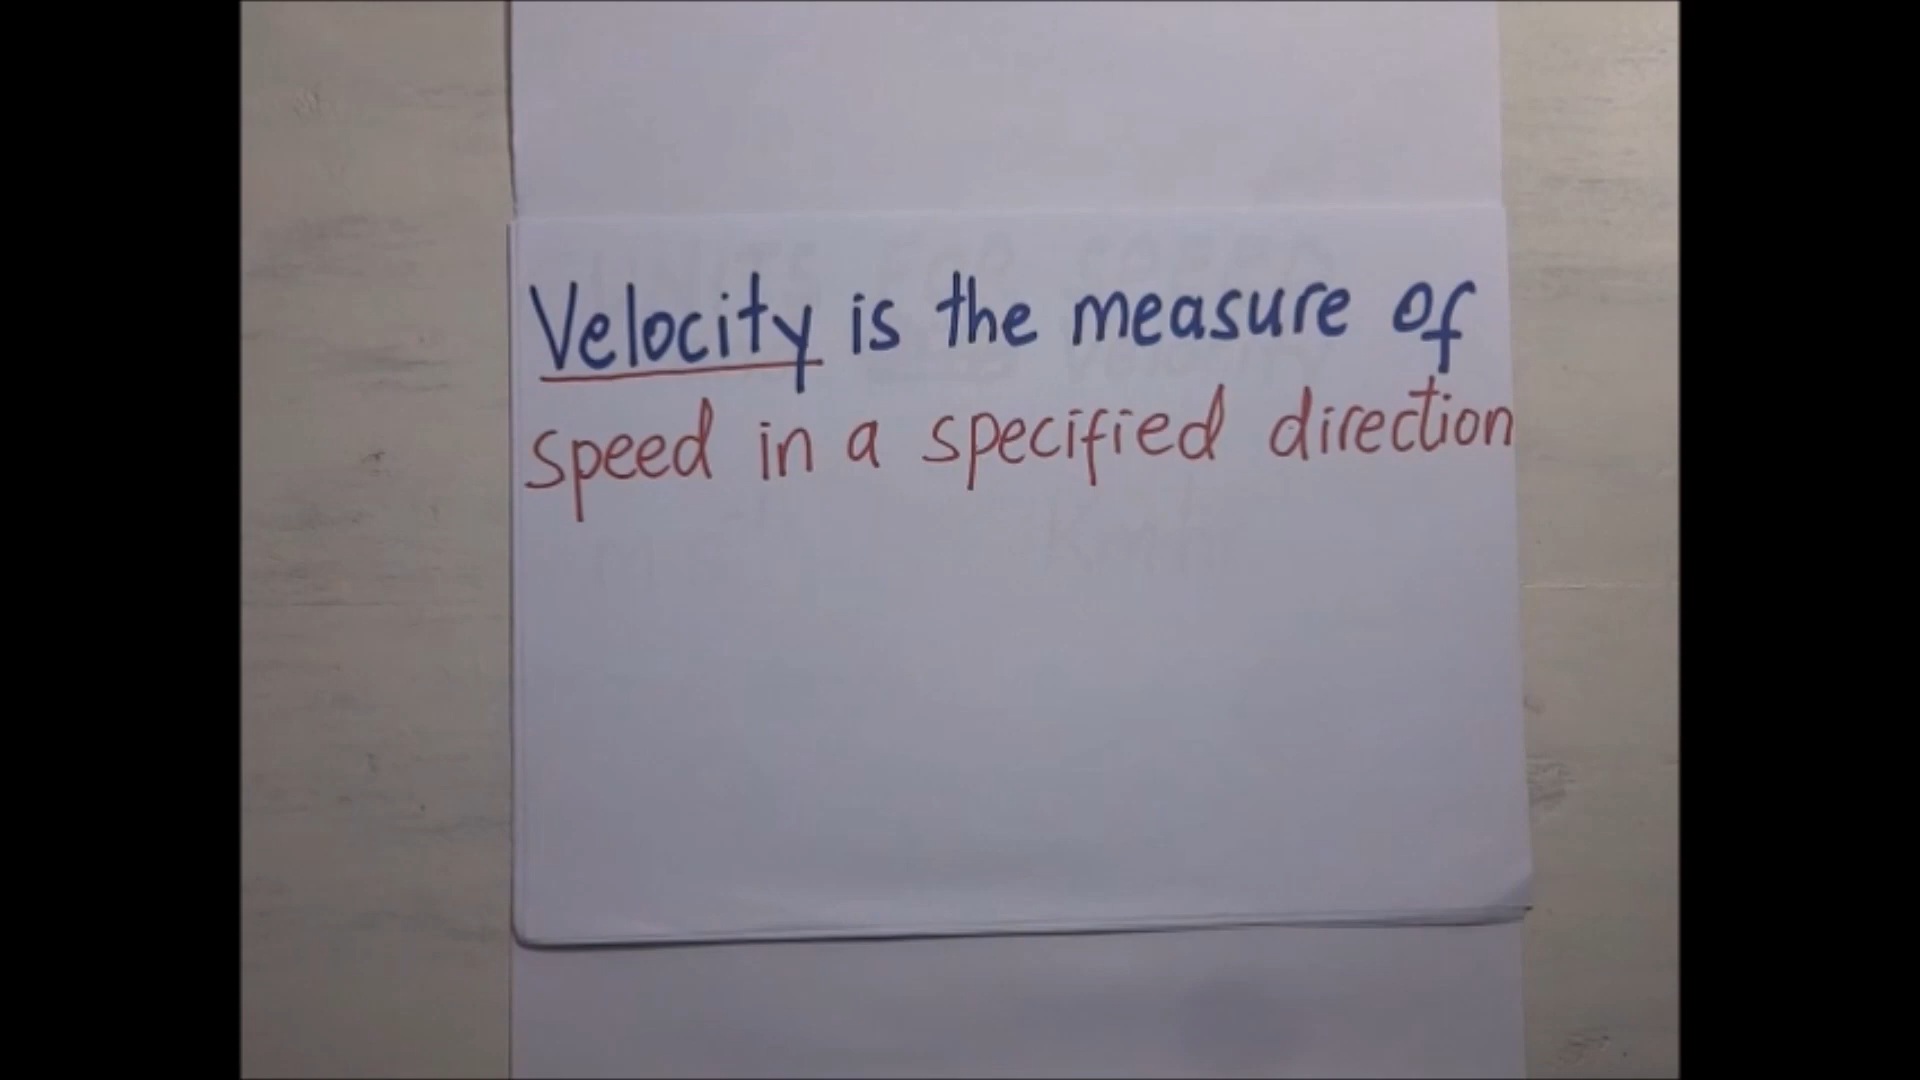 Velocity is the measure of
speed in a specified direction